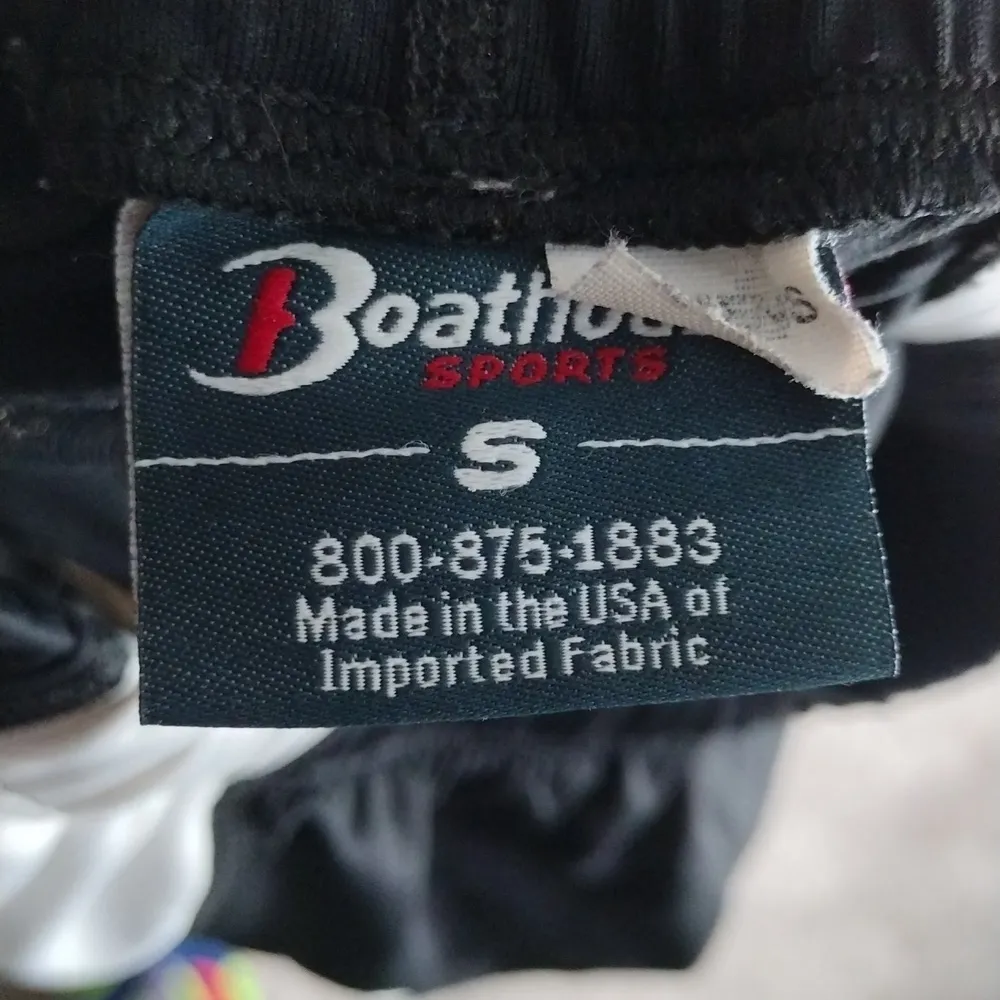 Boathou
SPORTS
S
800-875-1883
Made in the USA of
Imported Fabric